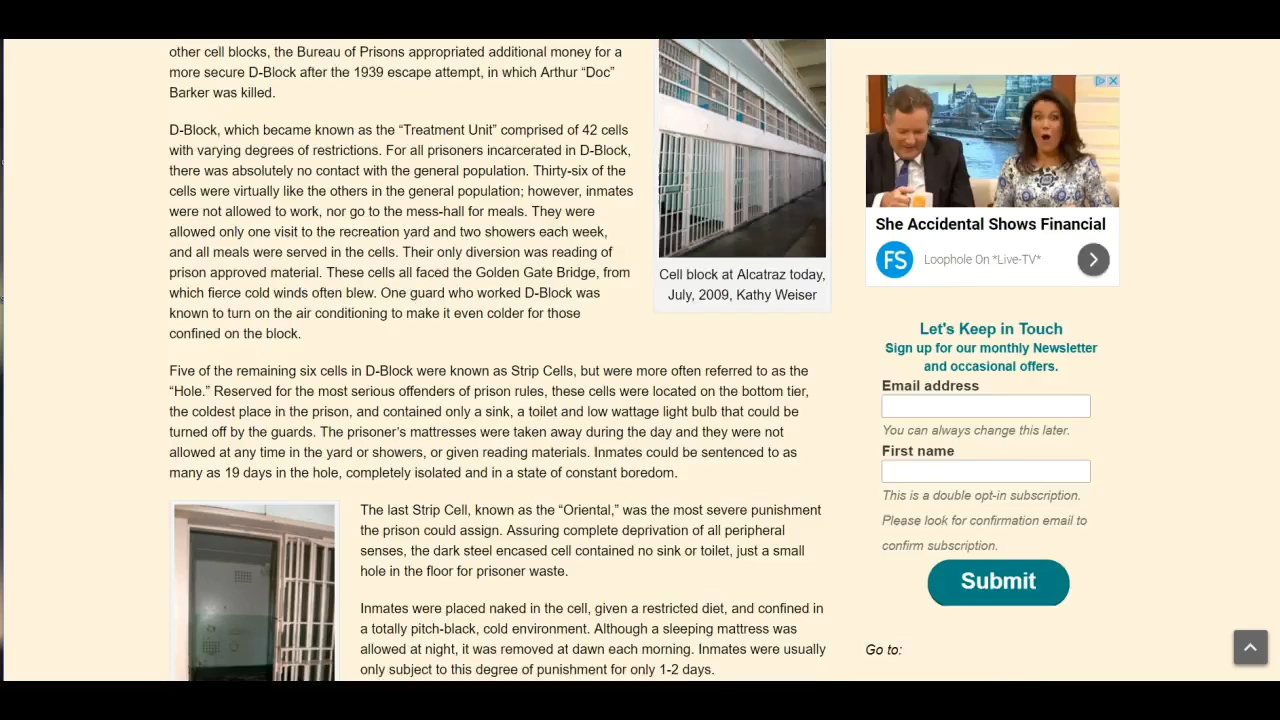 other cell blocks, the Bureau of Prisons appropriated additional money for a
more secure D-Block after the 1939 escape attempt, in which Arthur “Doc”
Barker was killed.
D-Block, which became known as the “Treatment Unit” comprised of 42 cells
with varying degrees of restrictions. For all prisoners incarcerated in D-Block,
there was absolutely no contact with the general population. Thirty-six of the
cells were virtually like the others in the general population; however, inmates
were not allowed to work, nor go to the mess-hall for meals. They were
allowed only one visit to the recreation yard and two showers each week,
and all meals were served in the cells. Their only diversion was reading of
prison approved material. These cells all faced the Golden Gate Bridge, from
which fierce cold winds often blew. One guard who worked D-Block was
known to turn on the air conditioning to make it even colder for those
confined on the block.
Cell block at Alcatraz today,
July, 2009, Kathy Weiser
Five of the remaining six cells in D-Block were known as Strip Cells, but were more often referred to as the
“Hole.” Reserved for the most serious offenders of prison rules, these cells were located on the bottom tier,
the coldest place in the prison, and contained only a sink, a toilet and low wattage light bulb that could be
turned off by the guards. The prisoner’s mattresses were taken away during the day and they were not
allowed at any time in the yard or showers, or given reading materials. Inmates could be sentenced to as
many as 19 days in the hole, completely isolated and in a state of constant boredom.
The last Strip Cell, known as the “Oriental,” was the most severe punishment
the prison could assign. Assuring complete deprivation of all peripheral
senses, the dark steel encased cell contained no sink or toilet, just a small
hole in the floor for prisoner waste.
Inmates were placed naked in the cell, given a restricted diet, and confined in
a totally pitch-black, cold environment. Although a sleeping mattress was
allowed at night, it was removed at dawn each morning. Inmates were usually
only subject to this degree of punishment for only 1-2 days.
She Accidental Shows Financial
FS
Loophole On *Live-TV*
Let's Keep in Touch
Sign up for our monthly Newsletter
and occasional offers.
Email address
You can always change this later.
First name
This is a double opt-in subscription.
Please look for confirmation email to
confirm subscription.
Submit
Go to: